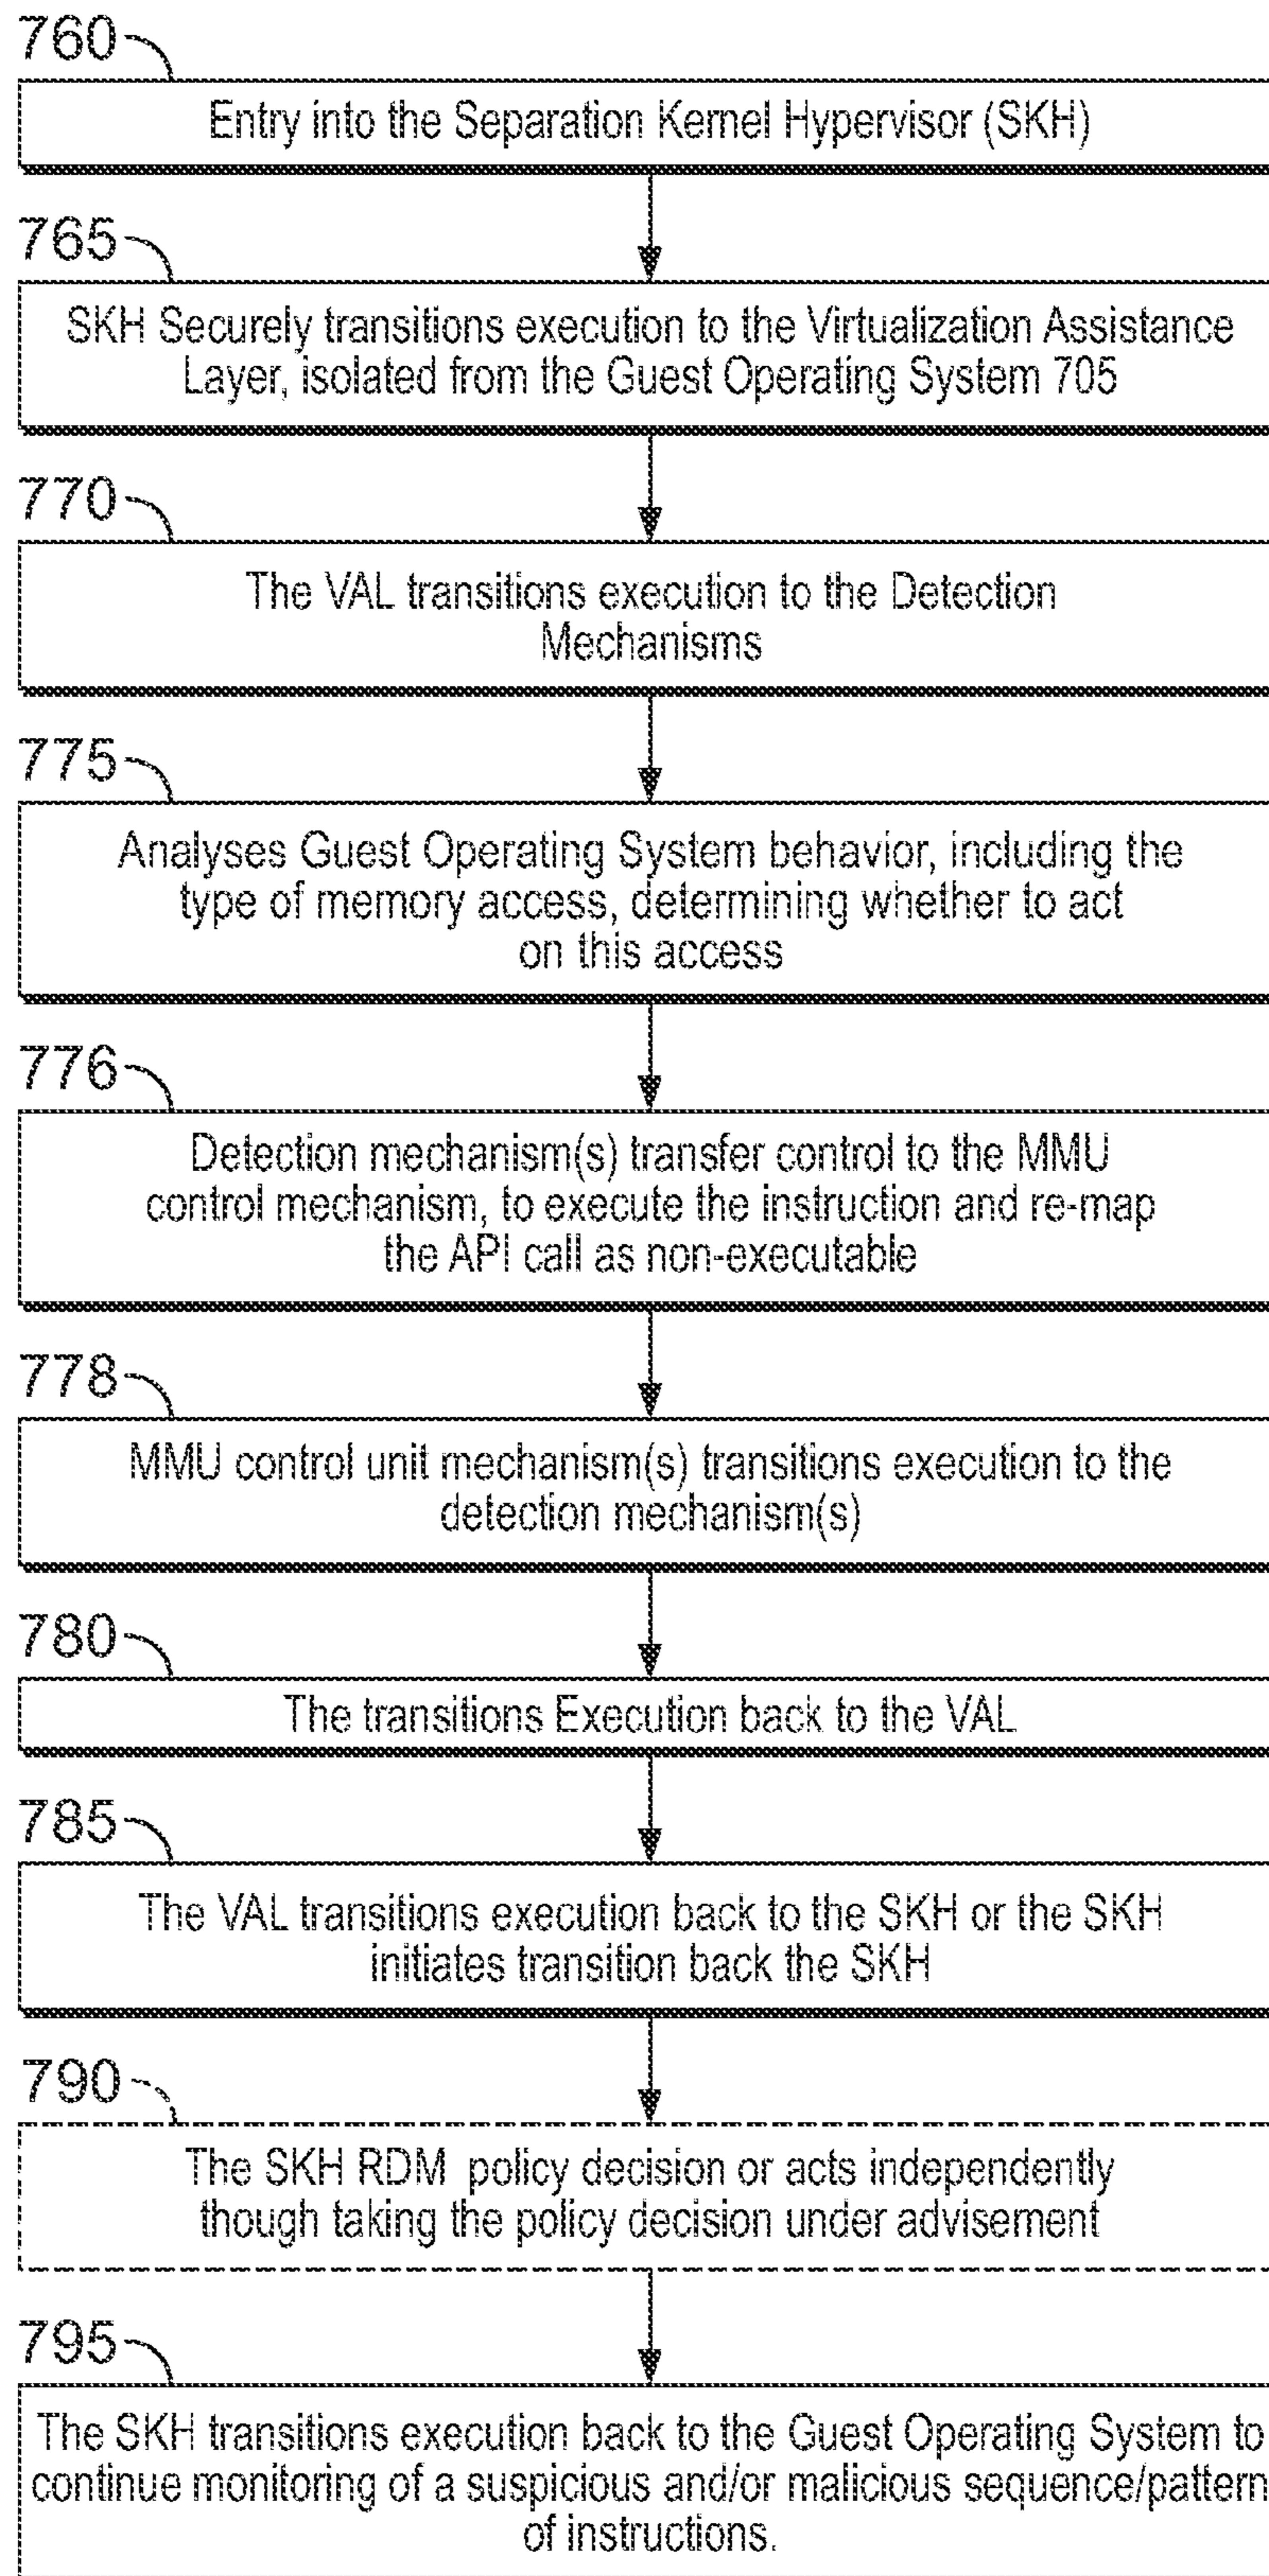 760
Entry into the Separation Kernel Hypervisor (SKH)
765
SKH Securely transitions execution to the Virtualization Assistance
Layer, isolated from the Guest Operating System 705
770
The VAL transitions execution to the Detection
Mechanisms
775
Analyses Guest Operating System behavior, including the
type of memory access, determining whether to act
on this access
776
Detection mechanism(s) transfer control to the MMU
control mechanism, to execute the instruction and re-map
the API call as non-executable
778
MMU control unit mechanism(s) transitions execution to the
detection mechanism(s)
780
The transitions Execution back to the VAL
785
The VAL transitions execution back to the SKH or the SKH
initiates transition back the SKH
790
The SKH RDM policy decision or acts independently
though taking the policy decision under advisement
795
The SKH transitions execution back to the Guest Operating System to
continue monitoring of a suspicious and/or malicious sequence/pattern
of instructions.